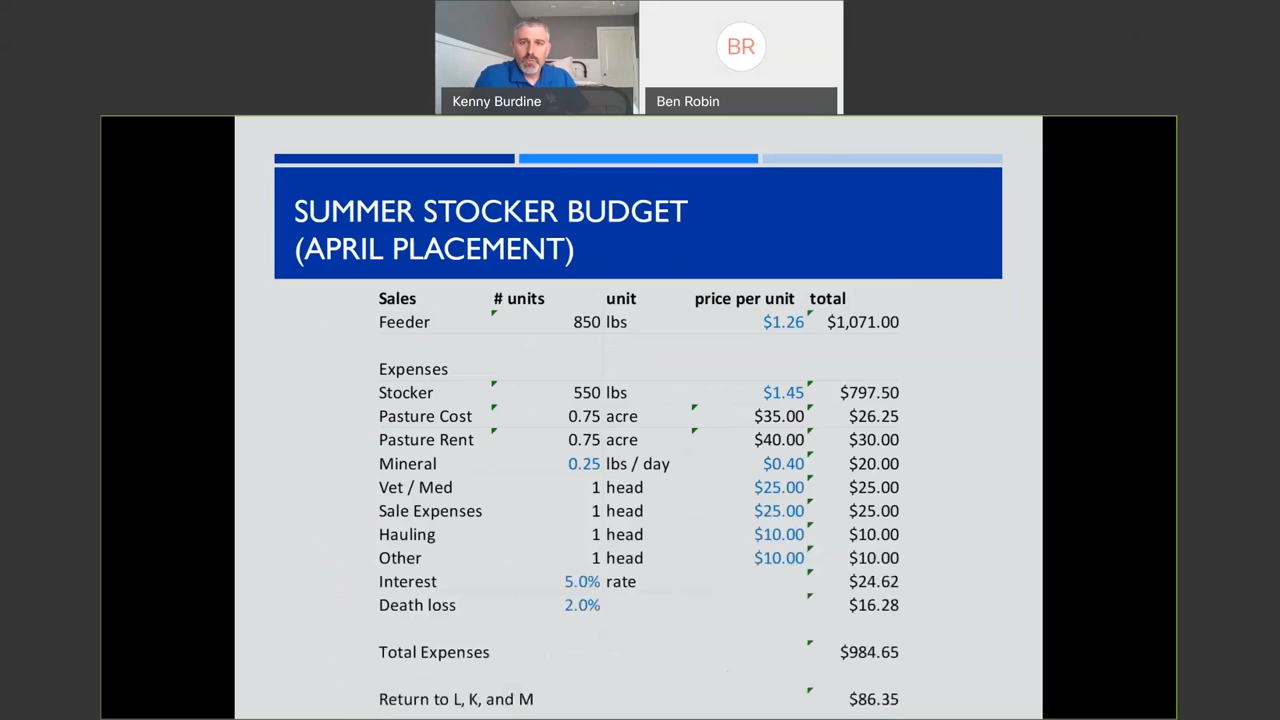 BR
Kenny Burdine
Ben Robin
SUMMER STOCKER BUDGET
(APRIL PLACEMENT)
Sales # units unit price per unit total
Feeder 850 lbs $1.26 $1,071.00
Expenses
Stocker 550 lbs $1.45 $797.50
Pasture Cost 0.75 acre $35.00 $26.25
Pasture Rent 0.75 acre $40.00 $30.00
Mineral 0.25 lbs / day $0.40 $20.00
Vet / Med 1 head $25.00 $25.00
Sale Expenses 1 head $25.00 $25.00
Hauling 1 head $10.00 $10.00
Other 1 head $10.00 $10.00
Interest 5.0% rate $24.62
Death loss 2.0% $16.28
Total Expenses $984.65
Return to L, K, and M $86.35